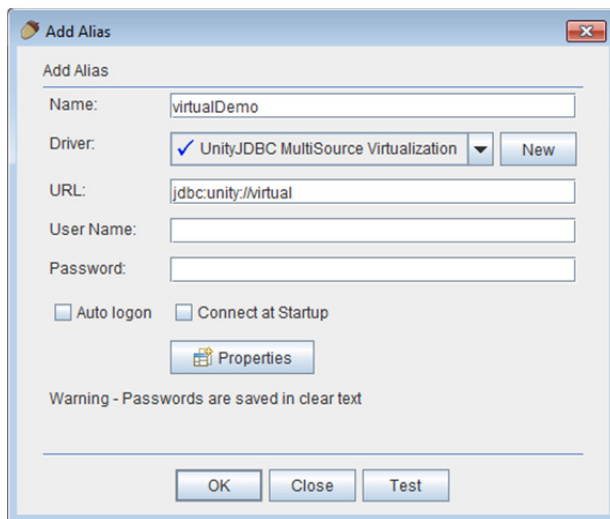 Add Alias
Add Alias
Name: virtualDemo
Driver: UnityJDBC MultiSource Virtualization New
URL: jdbc:unity://virtual
User Name:
Password:
Auto logon Connect at Startup
Properties
Warning - Passwords are saved in clear text
OK Close Test